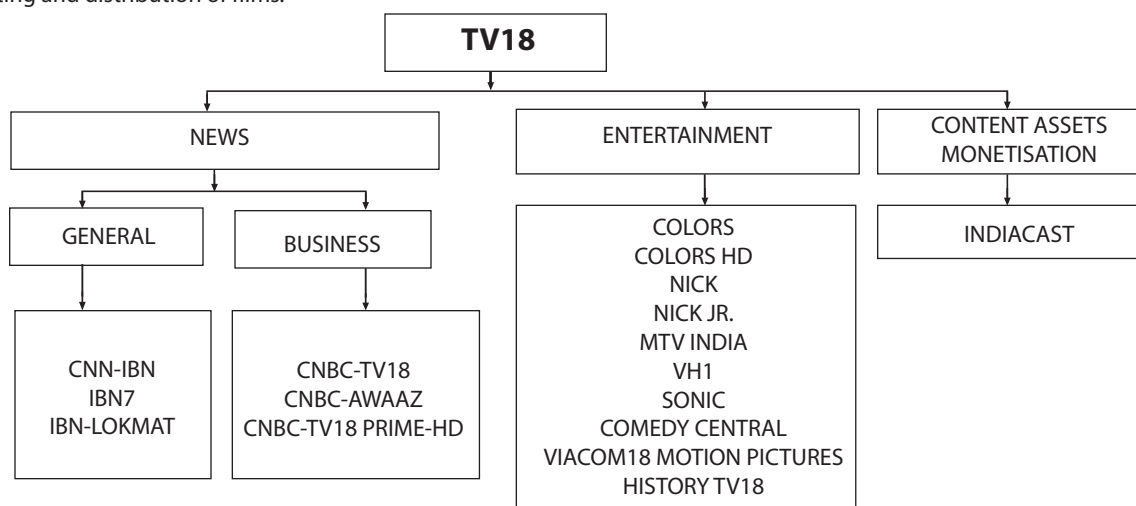 TV18
NEWS
ENTERTAINMENT
CONTENT ASSETS
MONETISATION
GENERAL
BUSINESS
INDIACAST
CNN-IBN
IBN7
IBN-LOKMAT
CNBC-TV18
CNBC-AWAAZ
CNBC-TV18 PRIME-HD
COLORS
COLORS HD
NICK
NICK JR.
MTV INDIA
VH1
SONIC
COMEDY CENTRAL
VIACOM18 MOTION PICTURES
HISTORY TV18